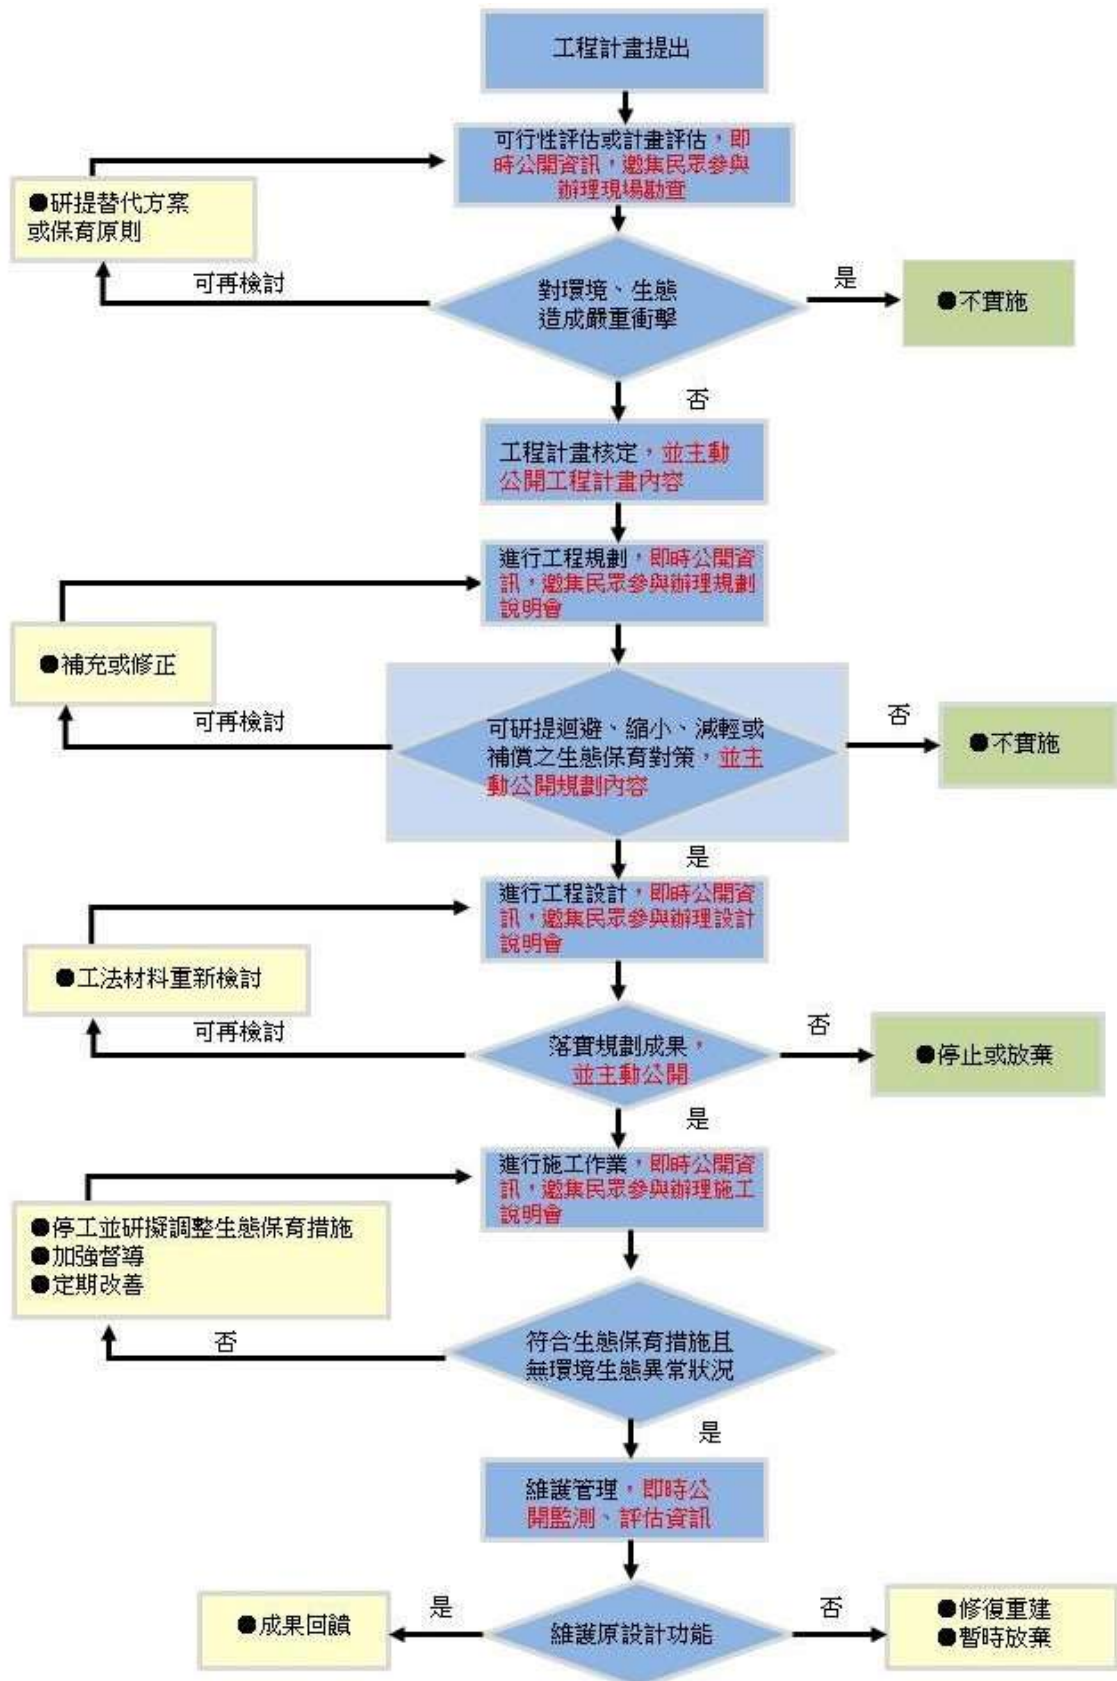 工程計畫提出
可行性評估或計畫評估，即
時公開資訊，邀集民眾參與
辦理現場勘查
●研提替代方案
或保育原則
可再檢討
對環境、生態
造成嚴重衝擊
是
●不實施
否
工程計畫核定，並主動
公開工程計畫內容
進行工程規劃，即時公開資
訊，邀集民眾參與辦理規劃
說明會
●補充或修正
可再檢討
可研提迴避、縮小、減輕或
補償之生態保育對策，並主
動公開規劃內容
否
●不實施
是
進行工程設計，即時公開資
訊，邀集民眾參與辦理設計
說明會
●工法材料重新檢討
可再檢討
落實規劃成果，
並主動公開
否
●停止或放棄
是
進行施工作業，即時公開資
訊，邀集民眾參與辦理施工
說明會
●停工並研擬調整生態保育措施
●加強督導
●定期改善
否
符合生態保育措施且
無環境生態異常狀況
是
維護管理，即時公
開監測、評估資訊
●成果回饋
是
維護原設計功能
否
●修復重建
●暫時放棄